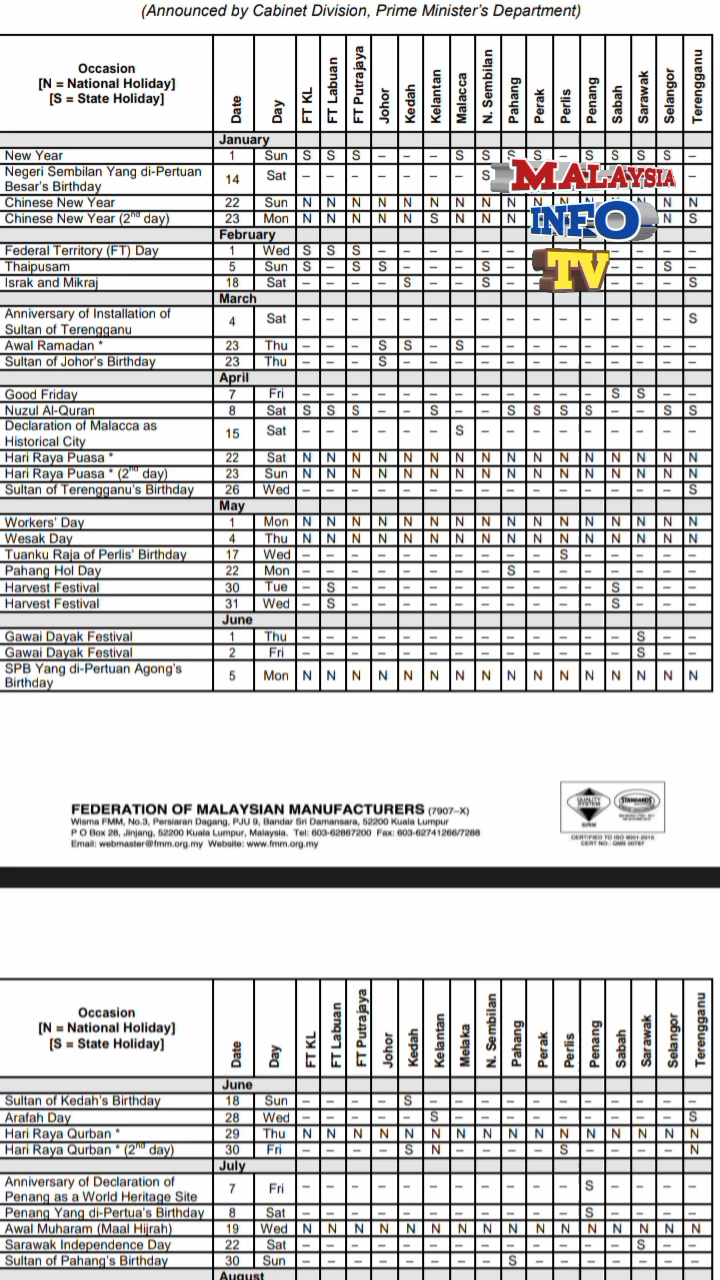 (Announced by Cabinet Division, Prime Minister's Department)
Occasion
[N = National Holiday]
[S = State Holiday]
Date Day FT KL FT Labuan FT Putrajaya Johor Kedah Kelantan Malacca N. Sembilan Pahang Perak Perlis Penang Sabah Sarawak Selangor Terengganu
January
New Year 1 Sun S S S – – – S S S S – S S S S –
Negeri Sembilan Yang di-Pertuan
Besar's Birthday 14 Sat – – – – – – – S –
MALAYSIA
Chinese New Year 22 Sun N N N N N N N N N N N N N N N N
Chinese New Year (2nd day) 23 Mon N N N N N S N N N N S
INFO
February
Federal Territory (FT) Day 1 Wed S S S – – – – – – – – – –
Thaipusam 5 Sun S – S S – – – S – – – S –
TV
Israk and Mikraj 18 Sat – – – – S – – S – – – – S
March
Anniversary of Installation of
Sultan of Terengganu 4 Sat – – – – – – – – – – – – – – – S
Awal Ramadan * 23 Thu – – – S S – S – – – – – – – – –
Sultan of Johor's Birthday 23 Thu – – – S – – – – – – – – – – – –
April
Good Friday 7 Fri – – – – – – – – – – – – S S – –
Nuzul Al-Quran 8 Sat S S S – – S – – S S S S – – S S
Declaration of Malacca as
Historical City 15 Sat – – – – – – S – – – – – – – – –
Hari Raya Puasa * 22 Sat N N N N N N N N N N N N N N N N
Hari Raya Puasa * (2nd day) 23 Sun N N N N N N N N N N N N N N N N
Sultan of Terengganu's Birthday 26 Wed – – – – – – – – – – – – – – – S
May
Workers' Day 1 Mon N N N N N N N N N N N N N N N N
Wesak Day 4 Thu N N N N N N N N N N N N N N N N
Tuanku Raja of Perlis' Birthday 17 Wed – – – – – – – – – – S – – – – –
Pahang Hol Day 22 Mon – – – – – – – – S – – – – – – –
Harvest Festival 30 Tue – S – – – – – – – – – – S – – –
Harvest Festival 31 Wed – S – – – – – – – – – – S – – –
June
Gawai Dayak Festival 1 Thu – – – – – – – – – – – – – S – –
Gawai Dayak Festival 2 Fri – – – – – – – – – – – – – S – –
SPB Yang di-Pertuan Agong's
Birthday 5 Mon N N N N N N N N N N N N N N N N
FEDERATION OF MALAYSIAN MANUFACTURERS (7907–X)
Wisma FMM, No.3, Persiaran Dagang, PJU 9, Bandar Sri Damansara, 52200 Kuala Lumpur
P O Box 28, Jinjang, 52200 Kuala Lumpur, Malaysia. Tel: 603-62867200 Fax: 603-62741266/7288
Email: webmaster@fmm.org.my Website: www.fmm.org.my
QUALITY
SYSTEM
SIRIM
STANDARDS
CERTIFIED TO ISO 9001:2015
CERT NO.: QMS 00787
Occasion
[N = National Holiday]
[S = State Holiday]
Date Day FT KL FT Labuan FT Putrajaya Johor Kedah Kelantan Melaka N. Sembilan Pahang Perak Perlis Penang Sabah Sarawak Selangor Terengganu
June
Sultan of Kedah's Birthday 18 Sun – – – – S – – – – – – – – – – –
Arafah Day 28 Wed – – – – – S – – – – – – – – – S
Hari Raya Qurban * 29 Thu N N N N N N N N N N N N N N N N
Hari Raya Qurban * (2nd day) 30 Fri – – – – S N – – – – S – – – – N
July
Anniversary of Declaration of
Penang as a World Heritage Site 7 Fri – – – – – – – – – – – S – – – –
Penang Yang di-Pertua's Birthday 8 Sat – – – – – – – – – – – S – – – –
Awal Muharam (Maal Hijrah) 19 Wed N N N N N N N N N N N N N N N N
Sarawak Independence Day 22 Sat – – – – – – – – – – – – – S – –
Sultan of Pahang's Birthday 30 Sun – – – – – – – – S – – – – – – –
August